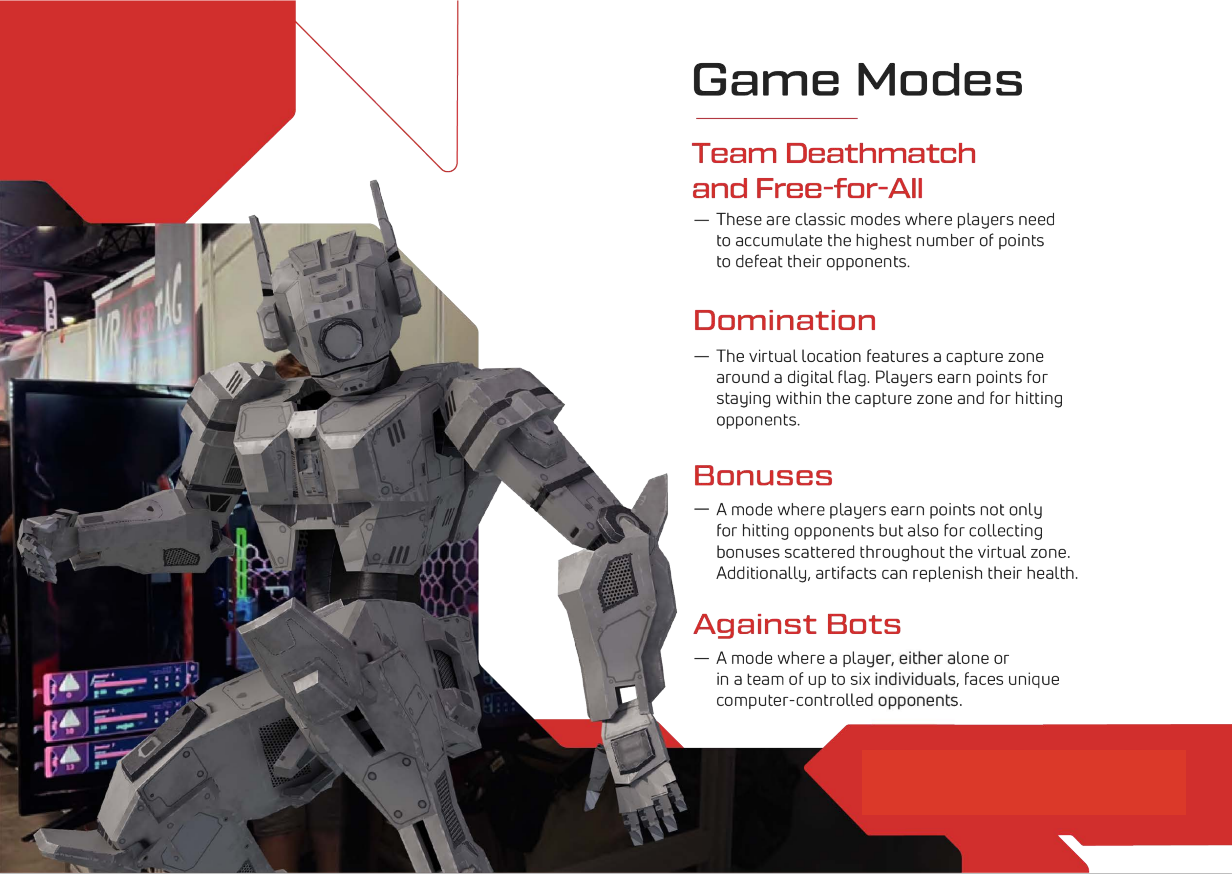 Game Modes
Team Deathmatch
and Free-for-All
— These are classic modes where players need
to accumulate the highest number of points
to defeat their opponents.
Domination
— The virtual location features a capture zone
around a digital flag. Players earn points for
staying within the capture zone and for hitting
opponents.
Bonuses
— A mode where players earn points not only
for hitting opponents but also for collecting
bonuses scattered throughout the virtual zone.
Additionally, artifacts can replenish their health.
Against Bots
— A mode where a player, either alone or
in a team of up to six individuals, faces unique
computer-controlled opponents.
VR LASERTAG